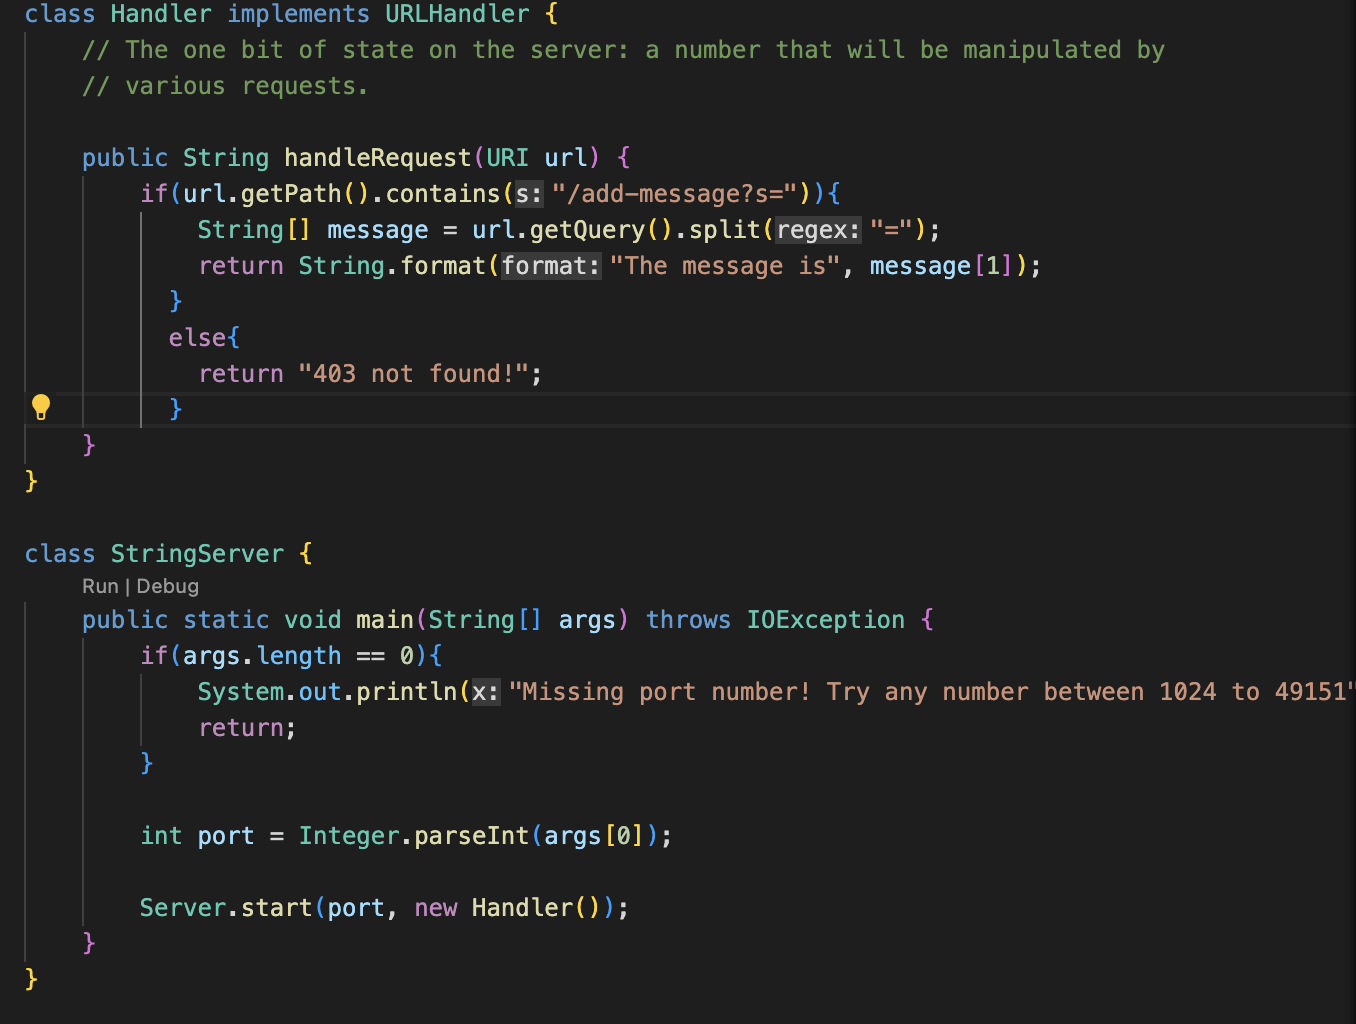 class Handler implements URLHandler {
// The one bit of state on the server: a number that will be manipulated by
// various requests.
public String handleRequest(URI url) {
if(url.getPath().contains(s:"/add-message?s=")){
String[] message = url.getQuery().split(regex:"=");
return String.format(format:"The message is", message[1]);
}
else{
return "403 not found!";
}
}
}
class StringServer {
Run | Debug
public static void main(String[] args) throws IOException {
if(args.length == 0){
System.out.println(x:"Missing port number! Try any number between 1024 to 49151"
return;
}
int port = Integer.parseInt(args[0]);
Server.start(port, new Handler());
}
}